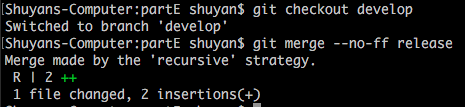 Shuyans-Computer:partE shuyan$ git checkout develop
Switched to branch 'develop'
Shuyans-Computer:partE shuyan$ git merge --no-ff release
Merge made by the 'recursive' strategy.
 R | 2 ++
 1 file changed, 2 insertions(+)